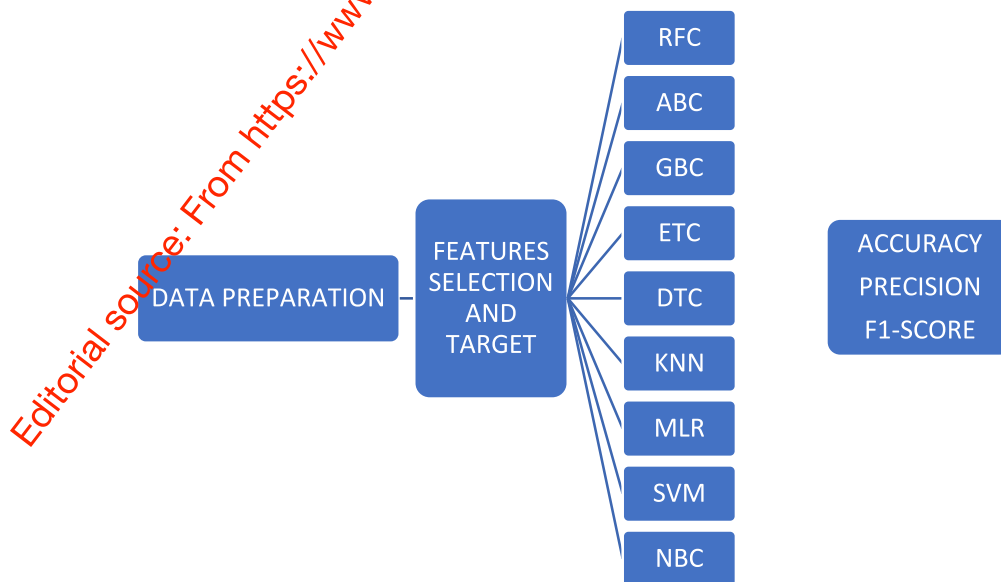 Editorial source: From https://www
DATA PREPARATION
FEATURES
SELECTION
AND
TARGET
RFC
ABC
GBC
ETC
DTC
KNN
MLR
SVM
NBC
ACCURACY
PRECISION
F1-SCORE